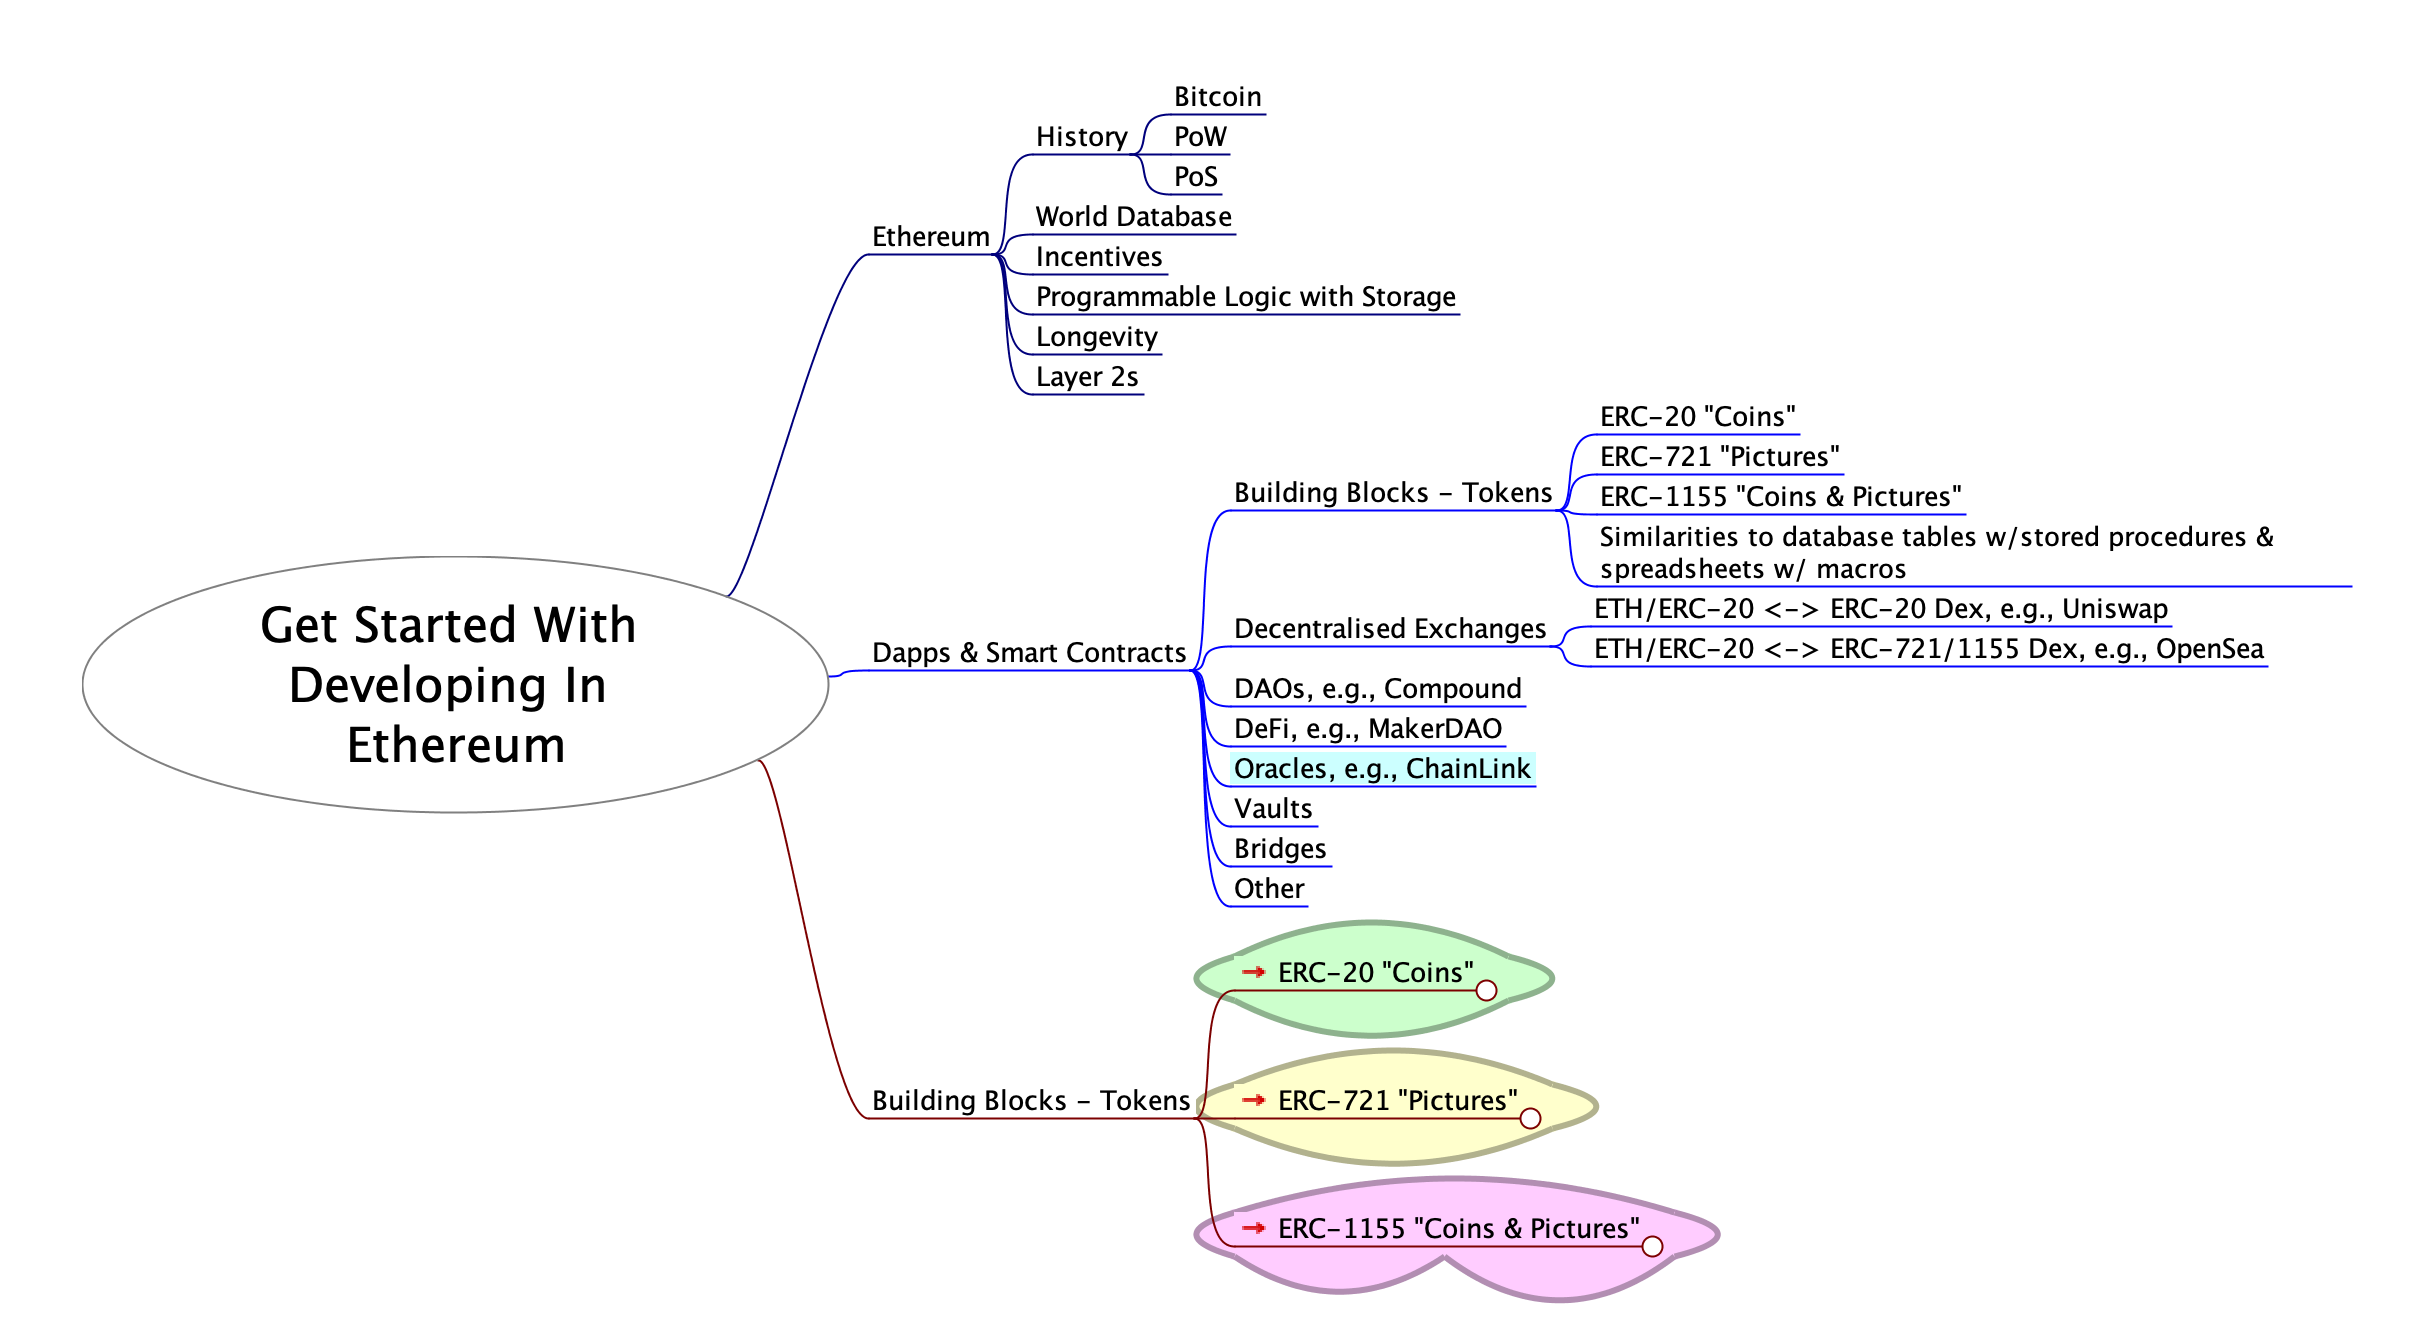 Get Started With
Developing In
Ethereum
Ethereum
History
Bitcoin
PoW
PoS
World Database
Incentives
Programmable Logic with Storage
Longevity
Layer 2s
Dapps & Smart Contracts
Building Blocks - Tokens
ERC-20 "Coins"
ERC-721 "Pictures"
ERC-1155 "Coins & Pictures"
Similarities to database tables w/stored procedures &
spreadsheets w/ macros
Decentralised Exchanges
ETH/ERC-20 <-> ERC-20 Dex, e.g., Uniswap
ETH/ERC-20 <-> ERC-721/1155 Dex, e.g., OpenSea
DAOs, e.g., Compound
DeFi, e.g., MakerDAO
Oracles, e.g., ChainLink
Vaults
Bridges
Other
Building Blocks - Tokens
ERC-20 "Coins"
ERC-721 "Pictures"
ERC-1155 "Coins & Pictures"